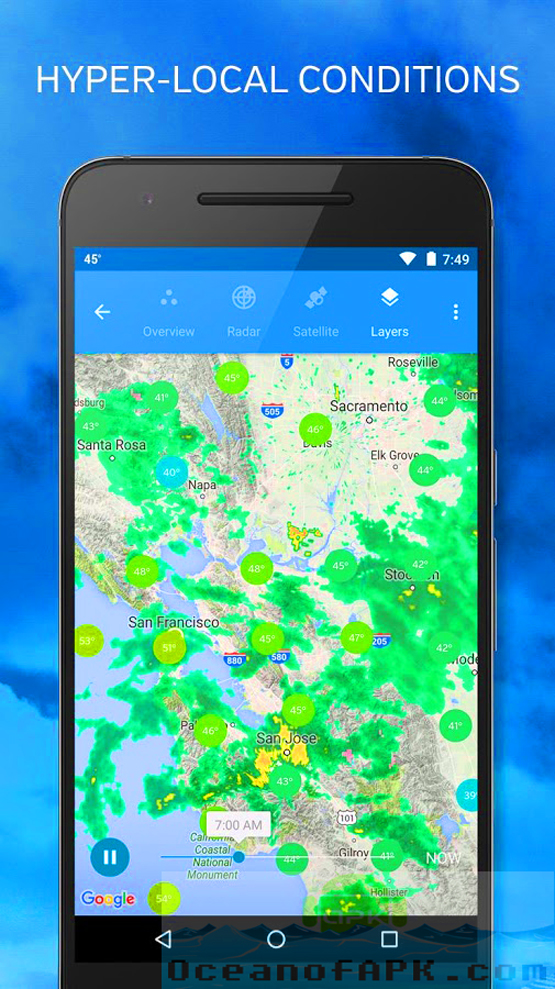 HYPER-LOCAL CONDITIONS
45°
7:49
Overview
Radar
Satellite
Layers
Roseville
5
45°
41°
505
Sacramento
44°
dsburg
43°
46°
Davis
Santa Rosa
Elk Grove
40°
44°
Napa
48°
48°
45°
42°
San Francisco
53°
51°
45°
47°
205
880
580
42°
45°
46°
41°
San Jose
43°
39°
7:00 AM
101
Coastal
National
Monument
44°
Gilroy
41°
NOW
Hollister
Google
54°
OceanofAPK.com